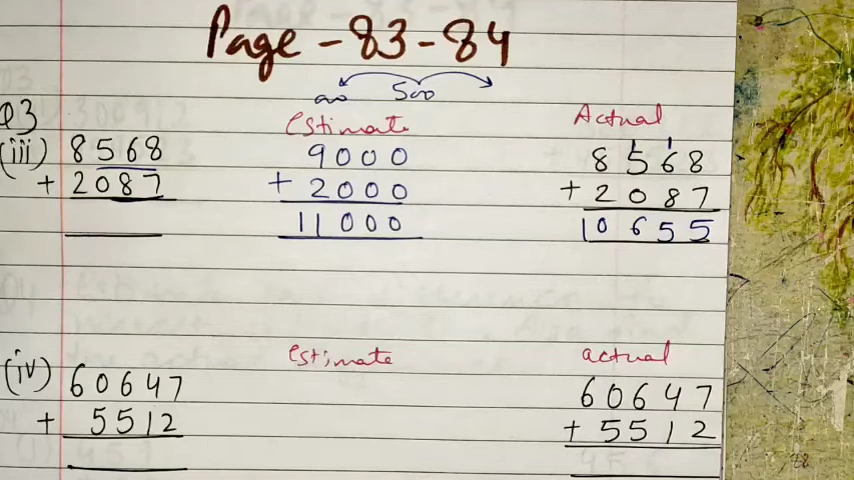 Page - 83-84
500
Q3
estimate
Actual
(iii) 8568 9000 8568
+ 2087 + 2000 + 2087
11000 10655
estimate
actual
(iv) 60647 60647
+ 5512 + 5512